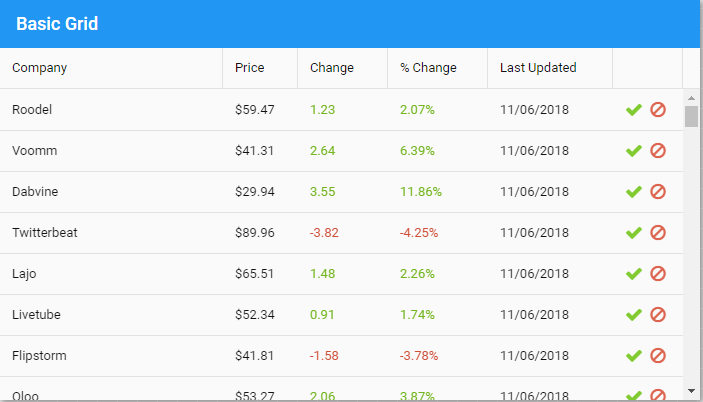 Basic Grid
Company Price Change % Change Last Updated
Roodel $59.47 1.23 2.07% 11/06/2018
Voomm $41.31 2.64 6.39% 11/06/2018
Dabvine $29.94 3.55 11.86% 11/06/2018
Twitterbeat $89.96 -3.82 -4.25% 11/06/2018
Lajo $65.51 1.48 2.26% 11/06/2018
Livetube $52.34 0.91 1.74% 11/06/2018
Flipstorm $41.81 -1.58 -3.78% 11/06/2018
Oloo $53.27 2.06 3.87% 11/06/2018